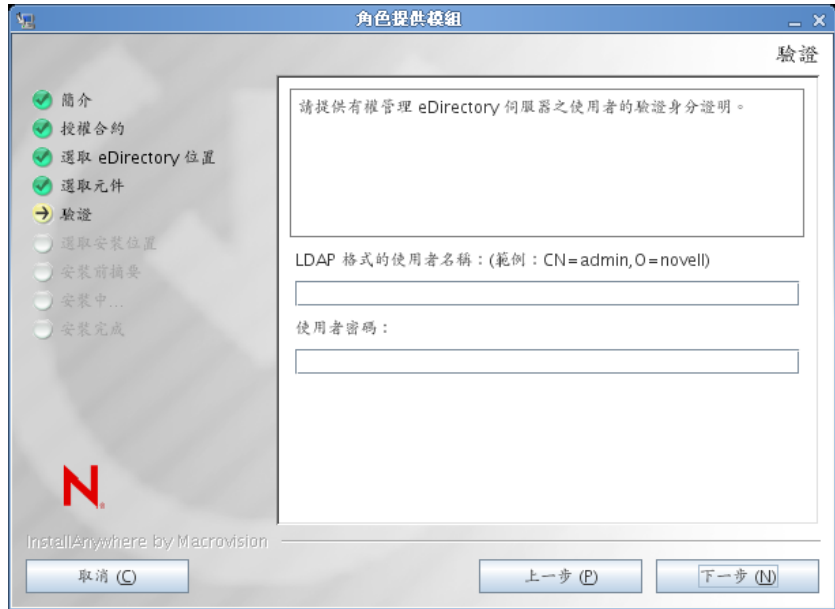 角色提供模組
驗證
簡介
授權合約
選取 eDirectory 位置
選取元件
驗證
選取安裝位置
安裝前摘要
安裝中...
安裝完成
請提供有權管理 eDirectory 伺服器之使用者的驗證身分證明。
LDAP 格式的使用者名稱：(範例：CN=admin,O=novell)
使用者密碼：
N
InstallAnywhere by Macrovision
取消 (C)
上一步 (P)
下一步 (N)